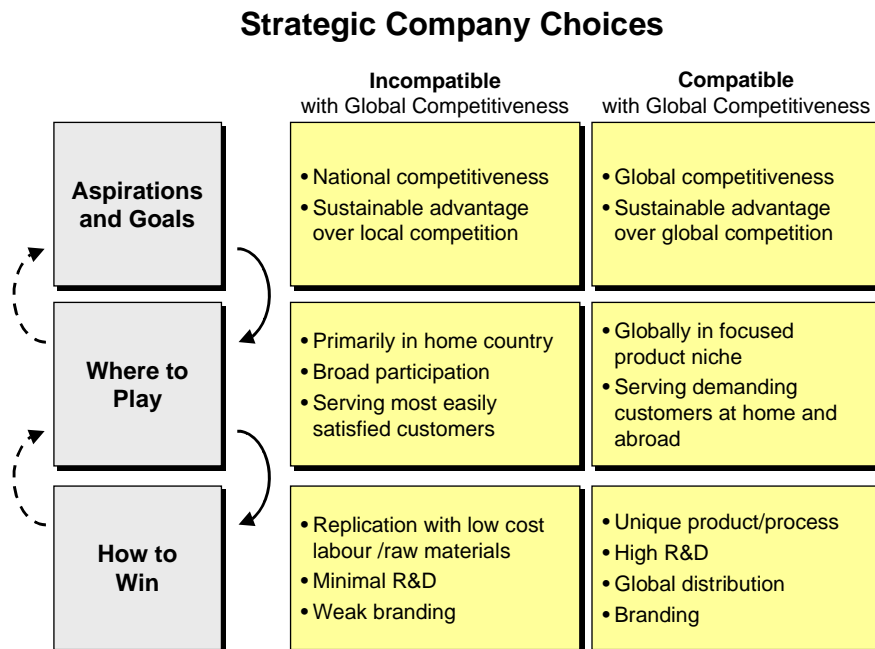 Strategic Company Choices
Incompatible
with Global Competitiveness
Compatible
with Global Competitiveness
Aspirations
and Goals
• National competitiveness
• Sustainable advantage
over local competition
• Global competitiveness
• Sustainable advantage
over global competition
Where to
Play
• Primarily in home country
• Broad participation
• Serving most easily
satisfied customers
• Globally in focused
product niche
• Serving demanding
customers at home and
abroad
How to
Win
• Replication with low cost
labour /raw materials
• Minimal R&D
• Weak branding
• Unique product/process
• High R&D
• Global distribution
• Branding